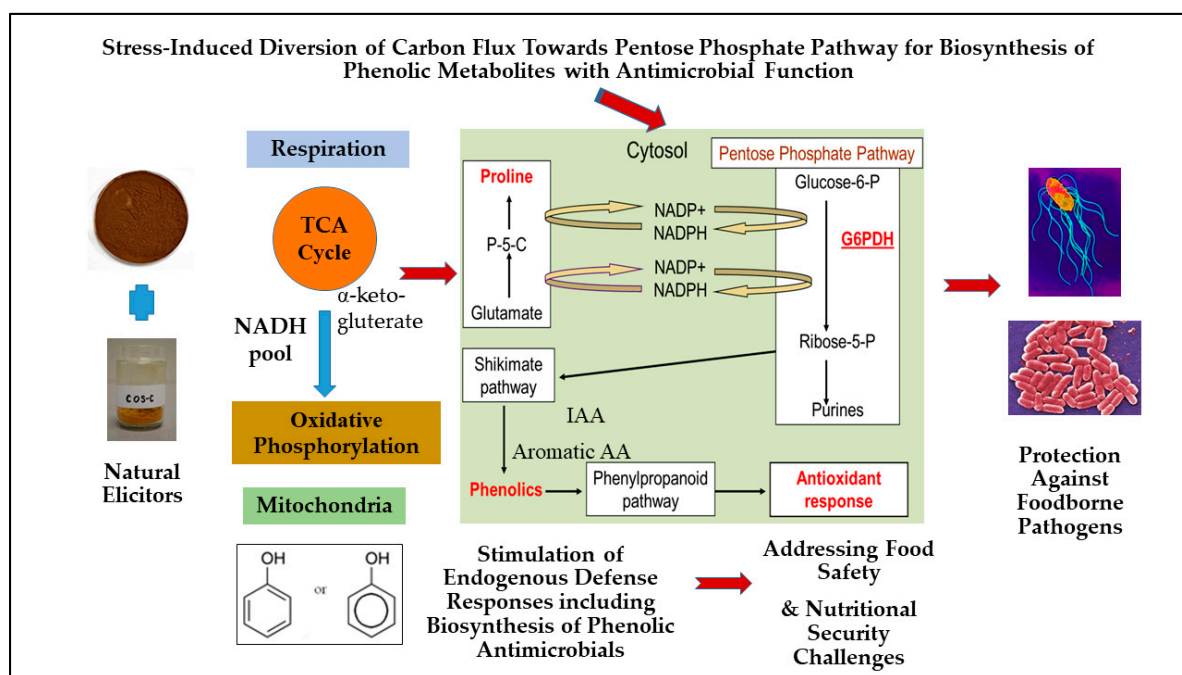 Stress-Induced Diversion of Carbon Flux Towards Pentose Phosphate Pathway for Biosynthesis of
Phenolic Metabolites with Antimicrobial Function
COS-C
Natural
Elicitors
Respiration
TCA
Cycle
α-keto-
gluterate
NADH
pool
Oxidative
Phosphorylation
Mitochondria
OH
or
OH
Cytosol
Proline
P-5-C
Glutamate
NADP+
NADPH
NADP+
NADPH
Pentose Phosphate Pathway
Glucose-6-P
G6PDH
Ribose-5-P
Purines
Shikimate
pathway
IAA
Aromatic AA
Phenolics
Phenylpropanoid
pathway
Antioxidant
response
Stimulation of
Endogenous Defense
Responses including
Biosynthesis of Phenolic
Antimicrobials
Addressing Food
Safety
& Nutritional
Security
Challenges
Protection
Against
Foodborne
Pathogens